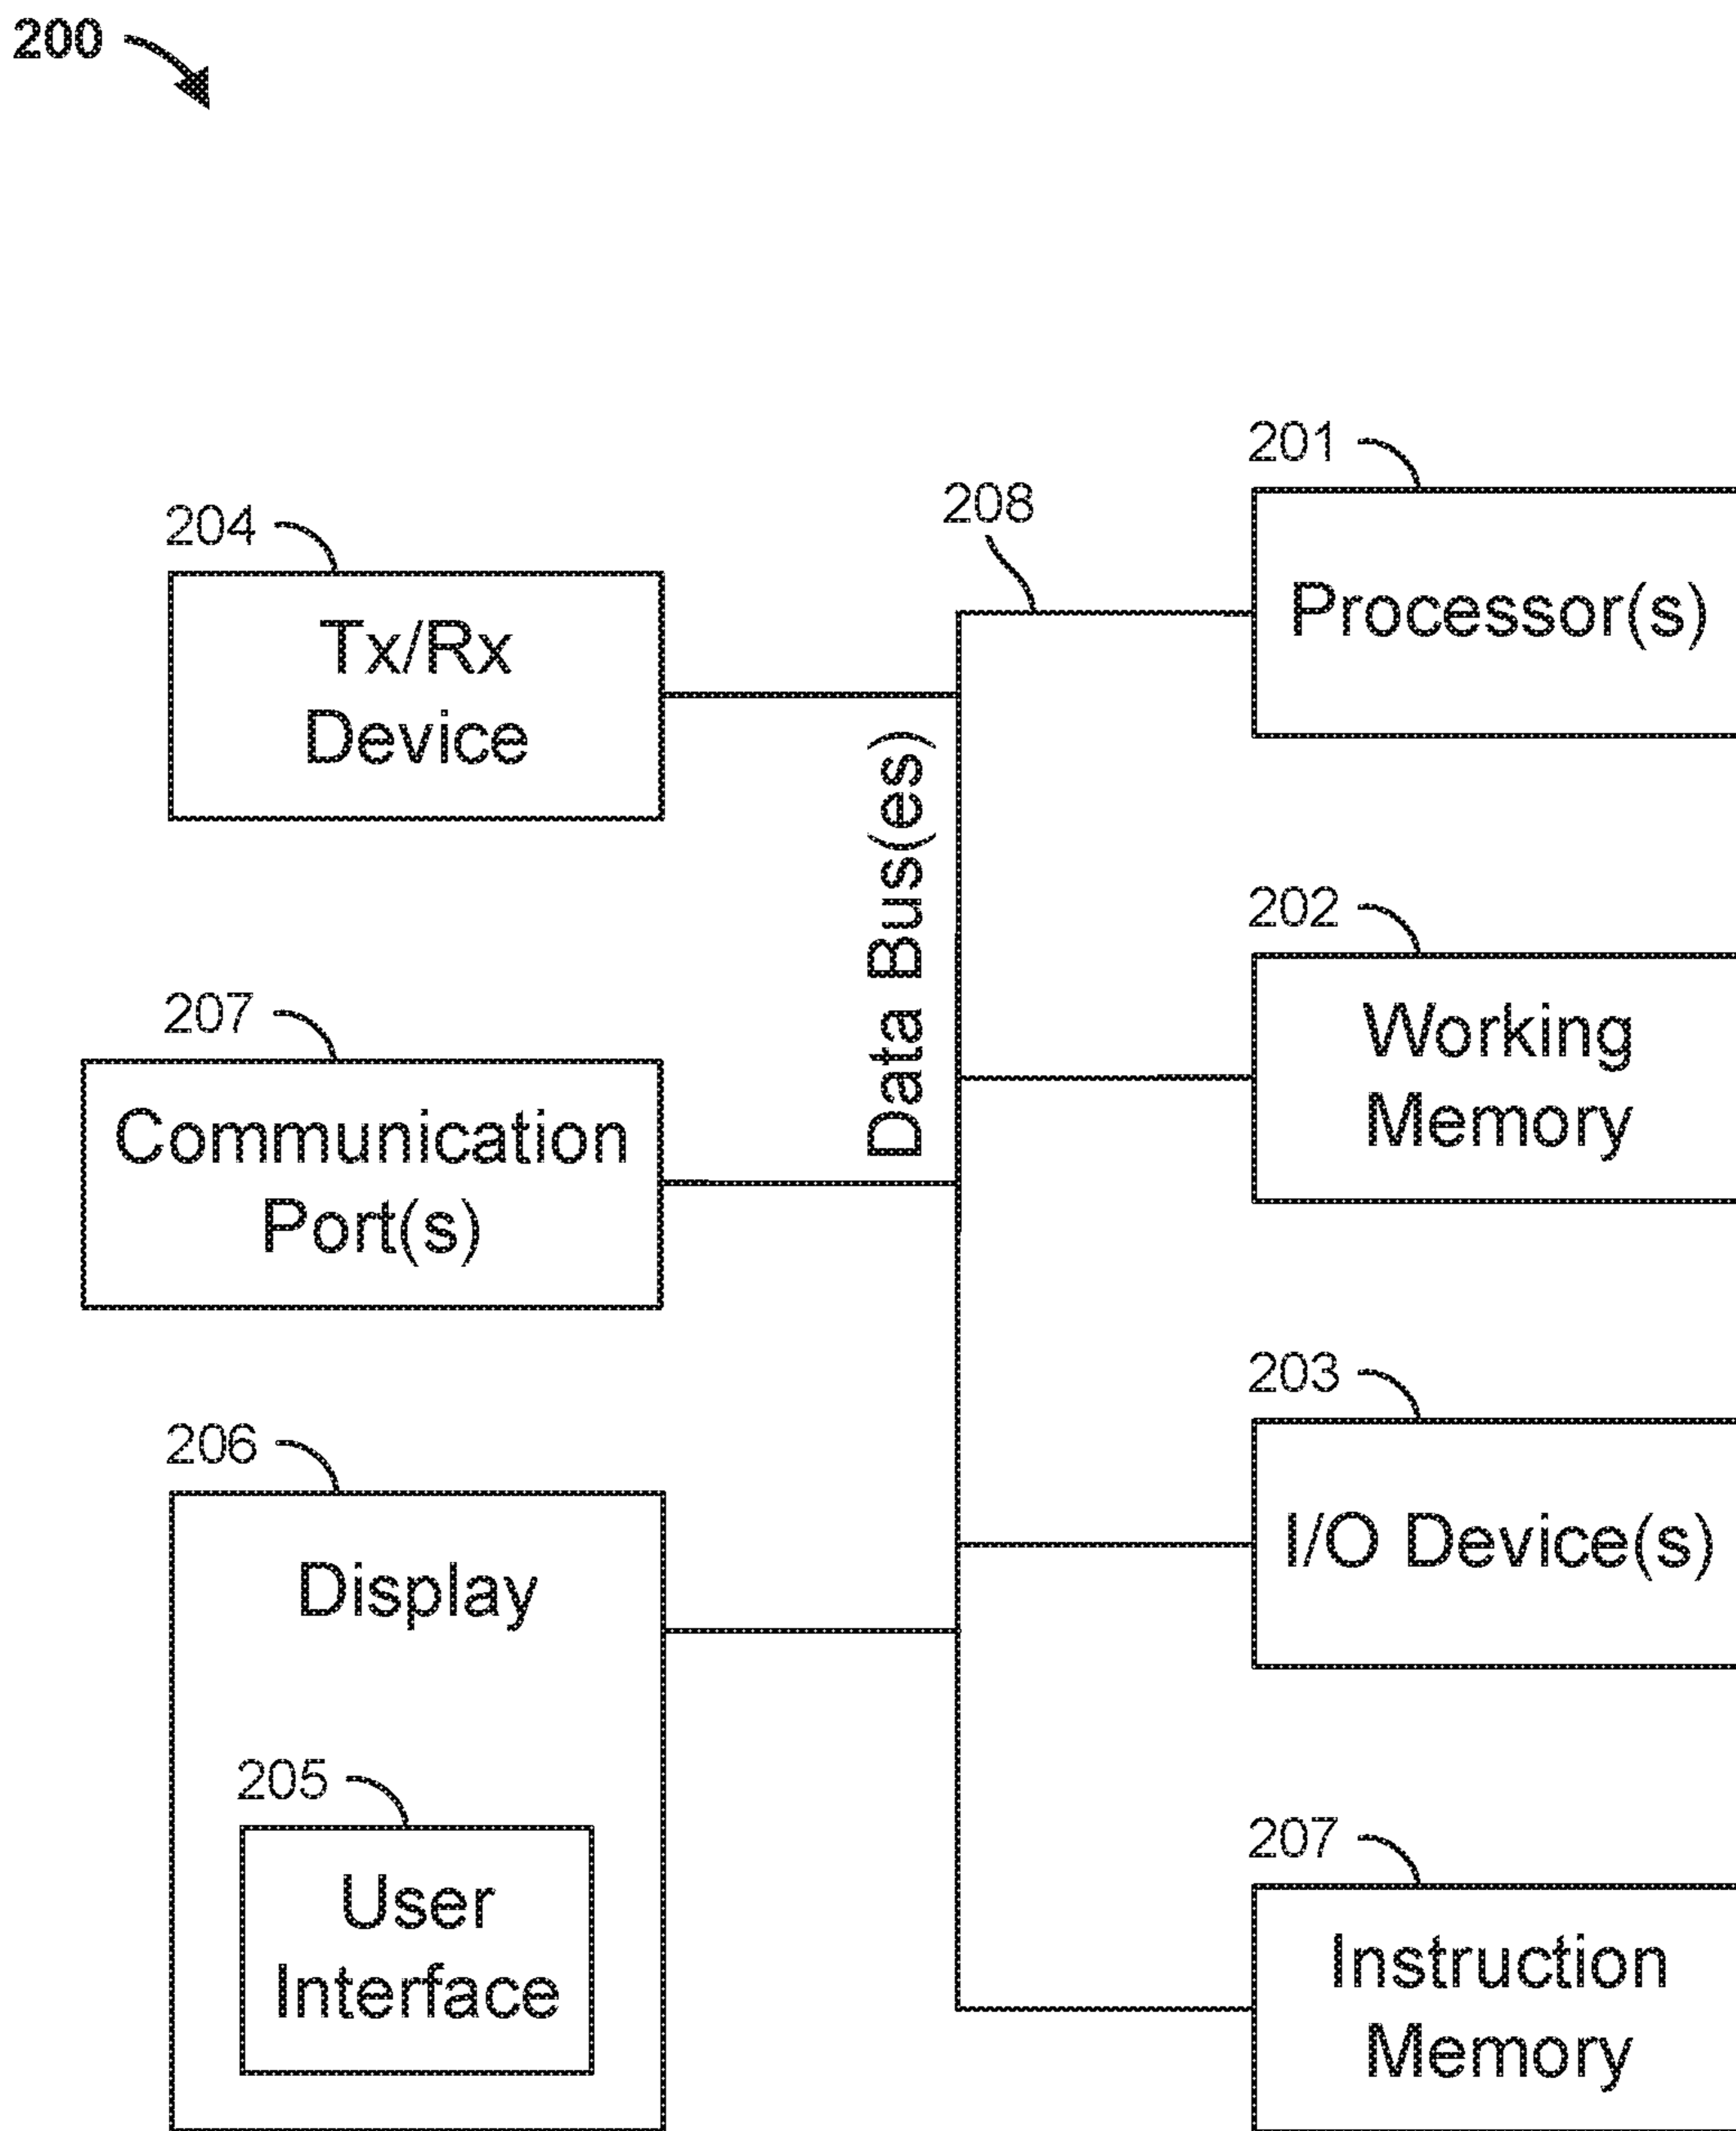 200
204
Tx/Rx
Device
207
Communication
Port(s)
206
Display
205
User
Interface
Data Bus(es)
208
201
Processor(s)
202
Working
Memory
203
I/O Device(s)
207
Instruction
Memory